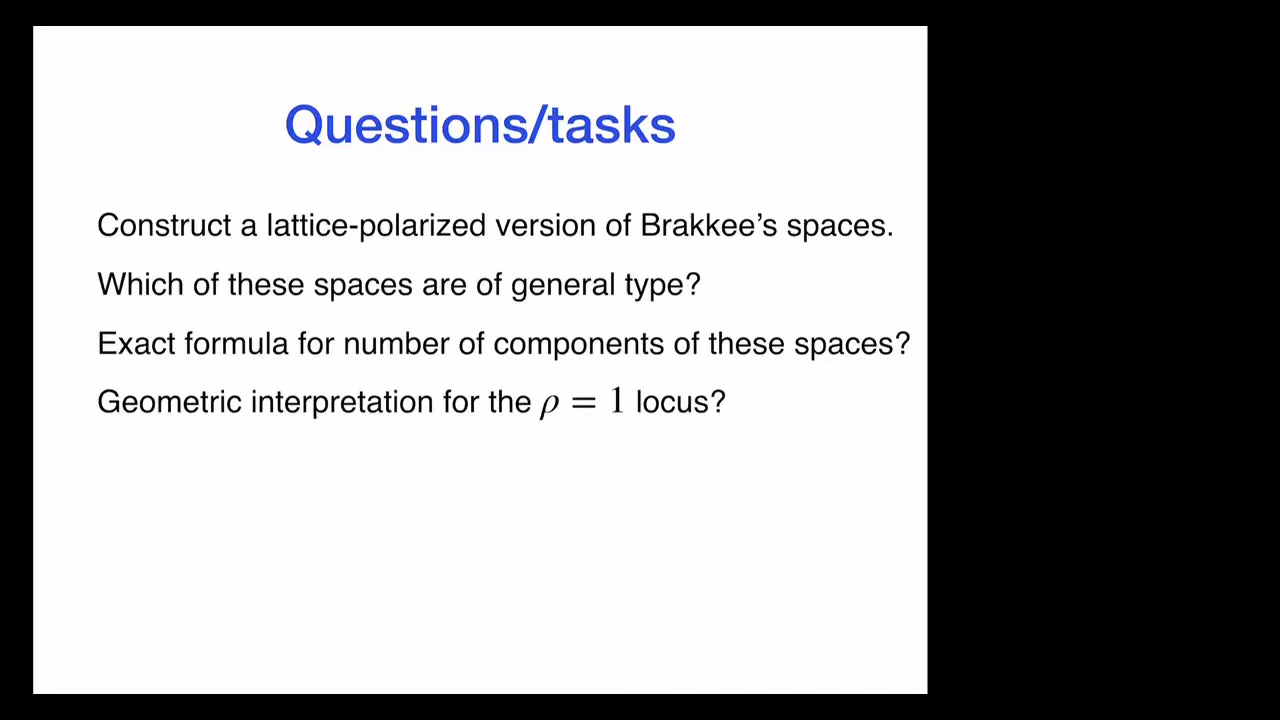 Questions/tasks
Construct a lattice-polarized version of Brakkee’s spaces.
Which of these spaces are of general type?
Exact formula for number of components of these spaces?
Geometric interpretation for the ρ = 1 locus?